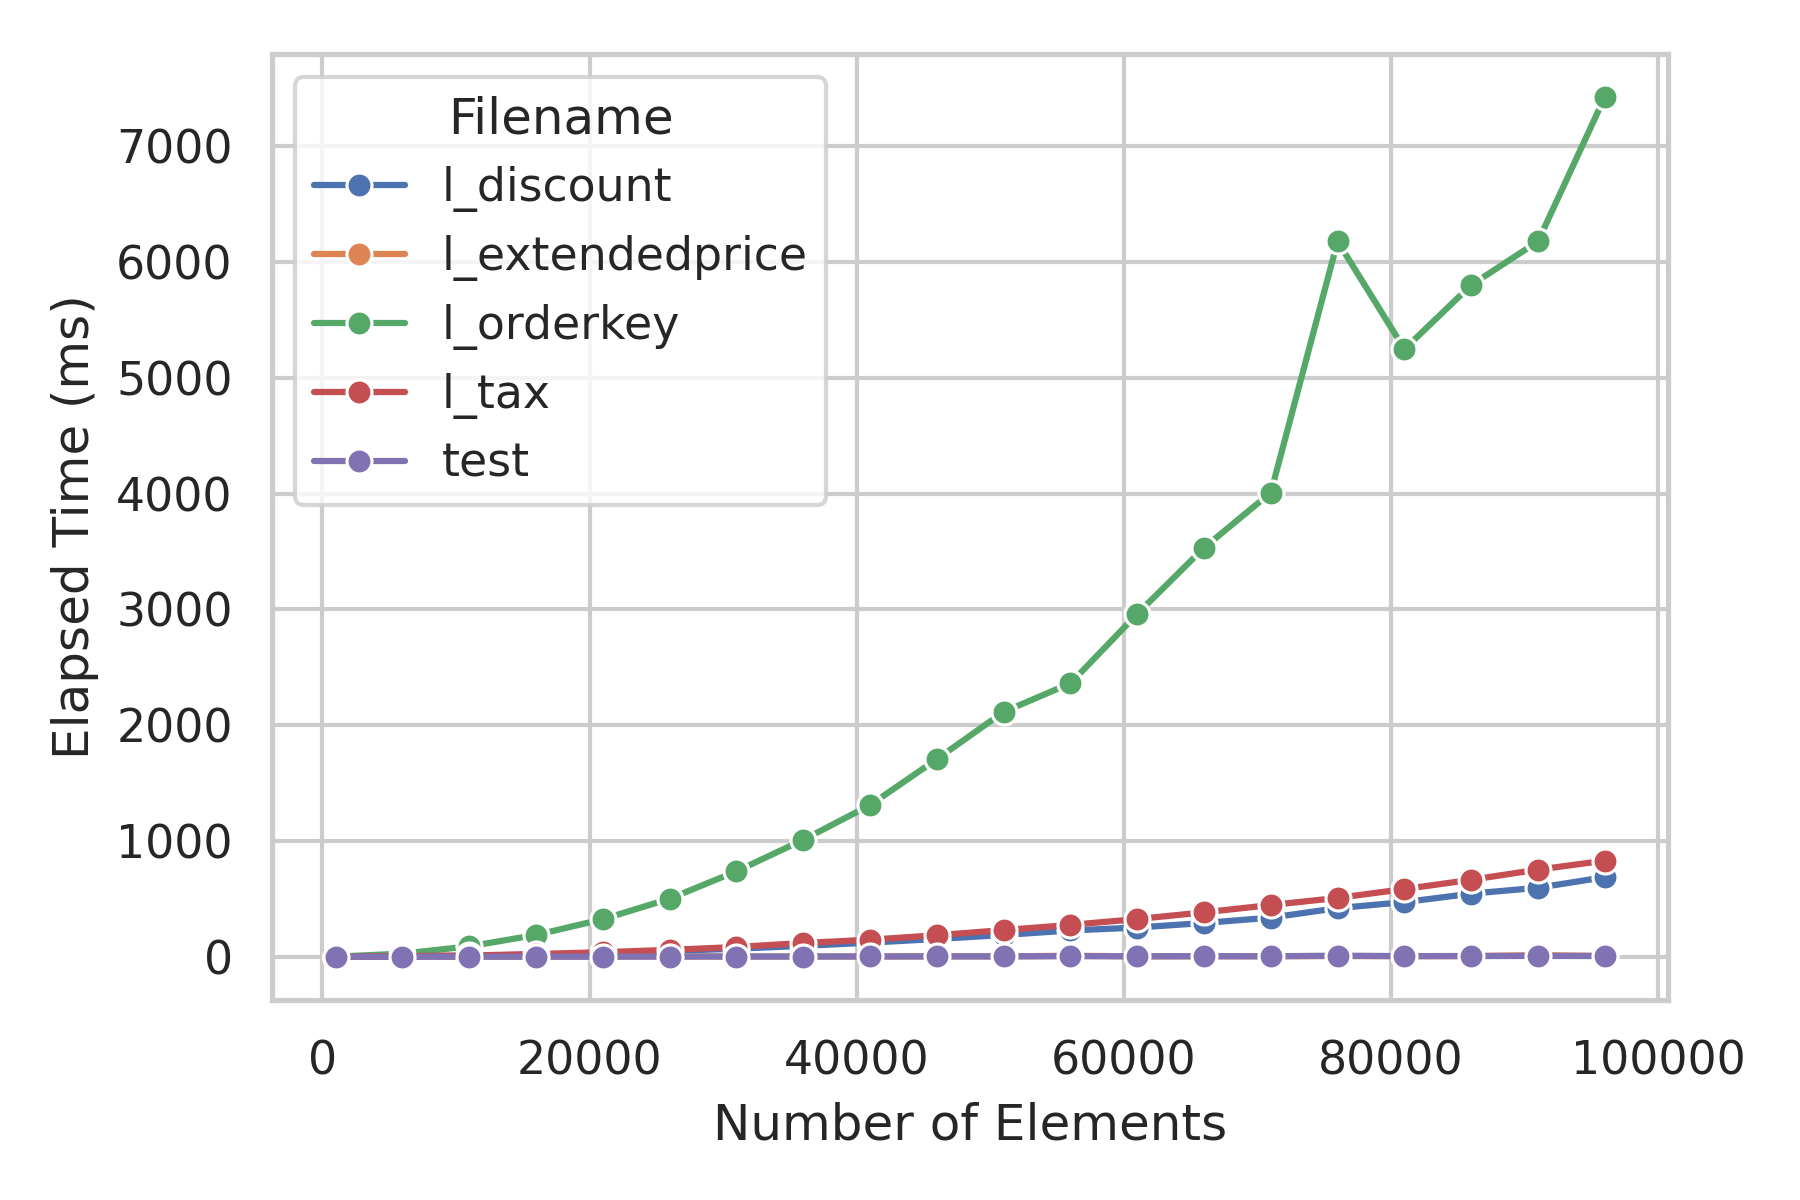 Filename
l_discount
l_extendedprice
l_orderkey
l_tax
test
Elapsed Time (ms)
7000
6000
5000
4000
3000
2000
1000
0
0 20000 40000 60000 80000 100000
Number of Elements